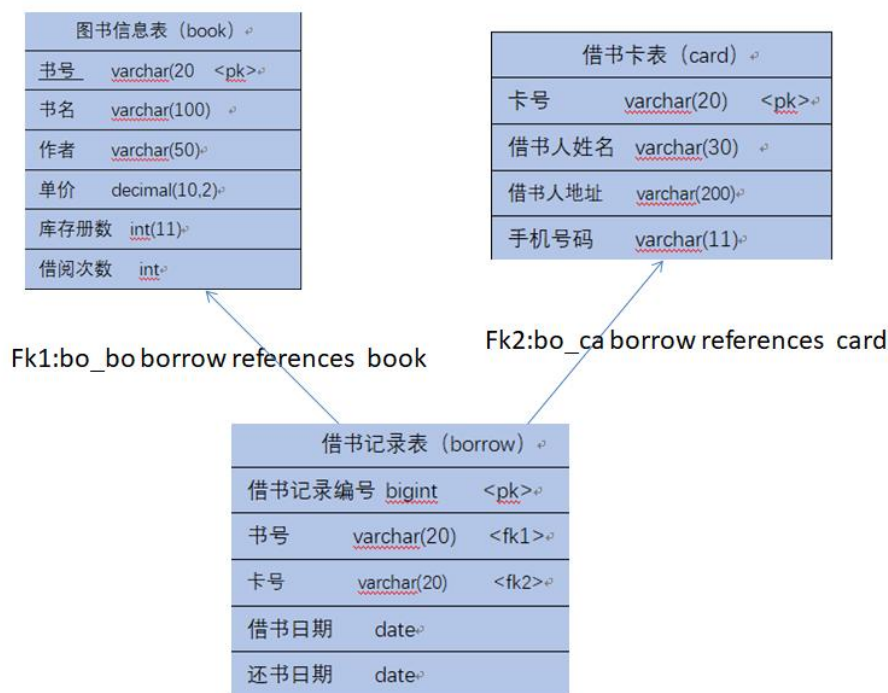 图书信息表（book）
书号 varchar(20 <pk>
书名 varchar(100)
作者 varchar(50)
单价 decimal(10,2)
库存册数 int(11)
借阅次数 int
借书卡表（card）
卡号 varchar(20) <pk>
借书人姓名 varchar(30)
借书人地址 varchar(200)
手机号码 varchar(11)
Fk1:bo_bo borrow references book
Fk2:bo_ca borrow references card
借书记录表（borrow）
借书记录编号 bigint <pk>
书号 varchar(20) <fk1>
卡号 varchar(20) <fk2>
借书日期 date
还书日期 date